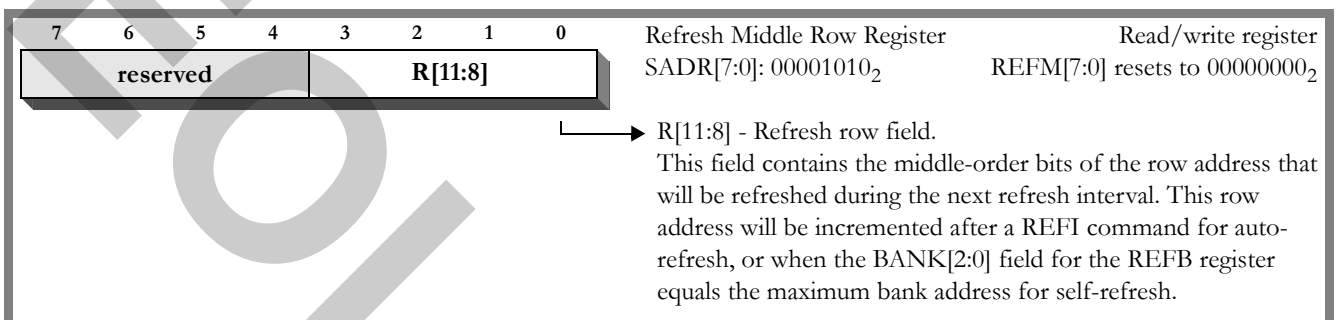 7 6 5 4 3 2 1 0
reserved R[11:8]
Refresh Middle Row Register Read/write register
SADR[7:0]: 00001010₂ REFM[7:0] resets to 00000000₂
R[11:8] - Refresh row field.
This field contains the middle-order bits of the row address that
will be refreshed during the next refresh interval. This row
address will be incremented after a REFI command for auto-
refresh, or when the BANK[2:0] field for the REFB register
equals the maximum bank address for self-refresh.